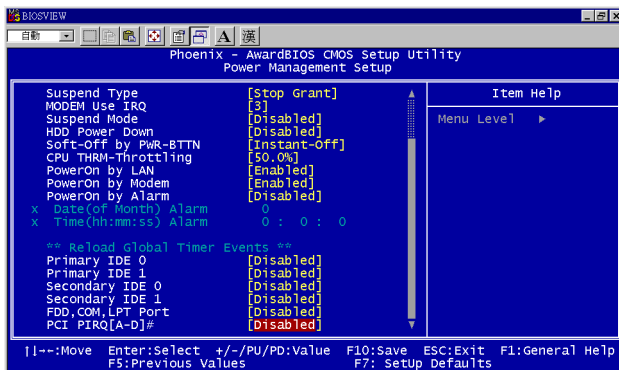 BIOSVIEW
自動
A 漢
Phoenix - AwardBIOS CMOS Setup Utility
Power Management Setup
Suspend Type [Stop Grant]
MODEM Use IRQ [3]
Suspend Mode [Disabled]
HDD Power Down [Disabled]
Soft-Off by PWR-BTTN [Instant-Off]
CPU THRM-Throttling [50.0%]
PowerOn by LAN [Enabled]
PowerOn by Modem [Enabled]
PowerOn by Alarm [Disabled]
x Date(of Month) Alarm 0
x Time(hh:mm:ss) Alarm 0 : 0 : 0
** Reload Global Timer Events **
Primary IDE 0 [Disabled]
Primary IDE 1 [Disabled]
Secondary IDE 0 [Disabled]
Secondary IDE 1 [Disabled]
FDD,COM,LPT Port [Disabled]
PCI PIRQ[A-D]# [Disabled]
Item Help
Menu Level ►
↑↓→←:Move Enter:Select +/-/PU/PD:Value F10:Save ESC:Exit F1:General Help
F5:Previous Values F7: SetUp Defaults